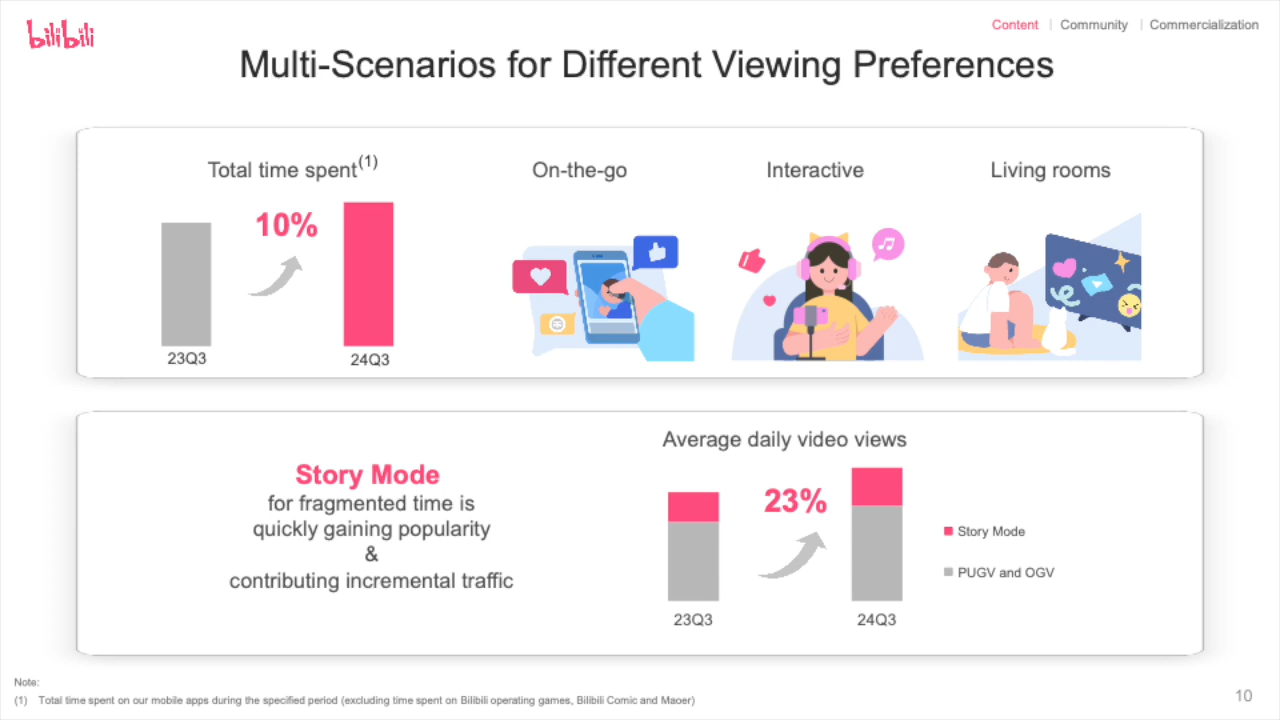 bilibili
Content | Community | Commercialization
Multi-Scenarios for Different Viewing Preferences
Total time spent(1)
10%
23Q3
24Q3
On-the-go
Interactive
Living rooms
Story Mode
for fragmented time is
quickly gaining popularity
&
contributing incremental traffic
Average daily video views
23%
23Q3
24Q3
Story Mode
PUGV and OGV
Note:
(1) Total time spent on our mobile apps during the specified period (excluding time spent on Bilibili operating games, Bilibili Comic and Maoer)
10